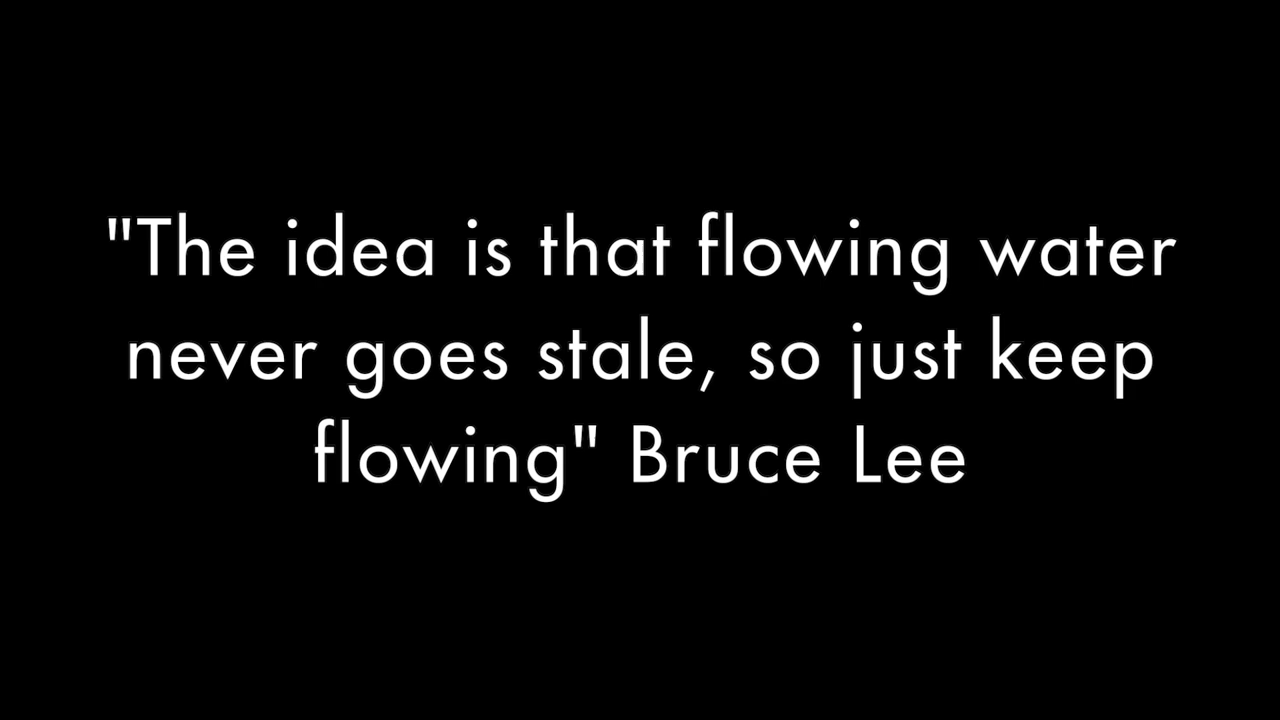 "The idea is that flowing water
never goes stale, so just keep
flowing" Bruce Lee